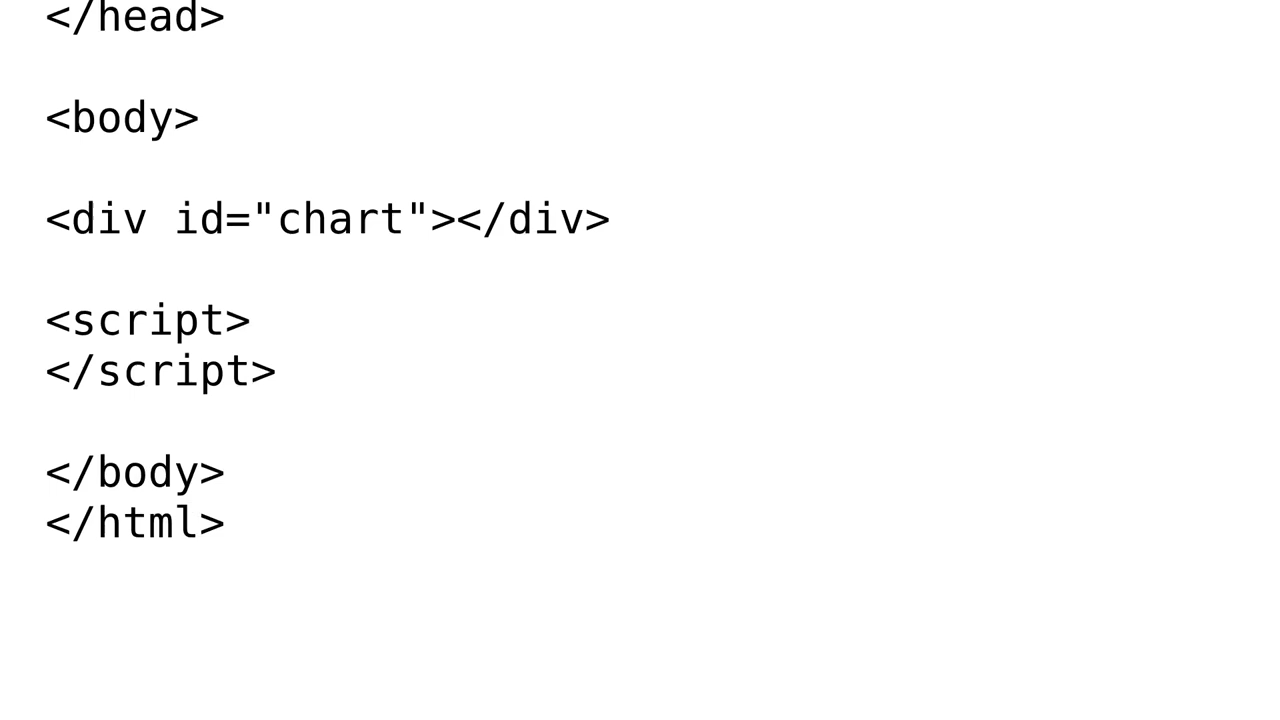 </head>
<body>
<div id="chart"></div>
<script>
</script>
</body>
</html>